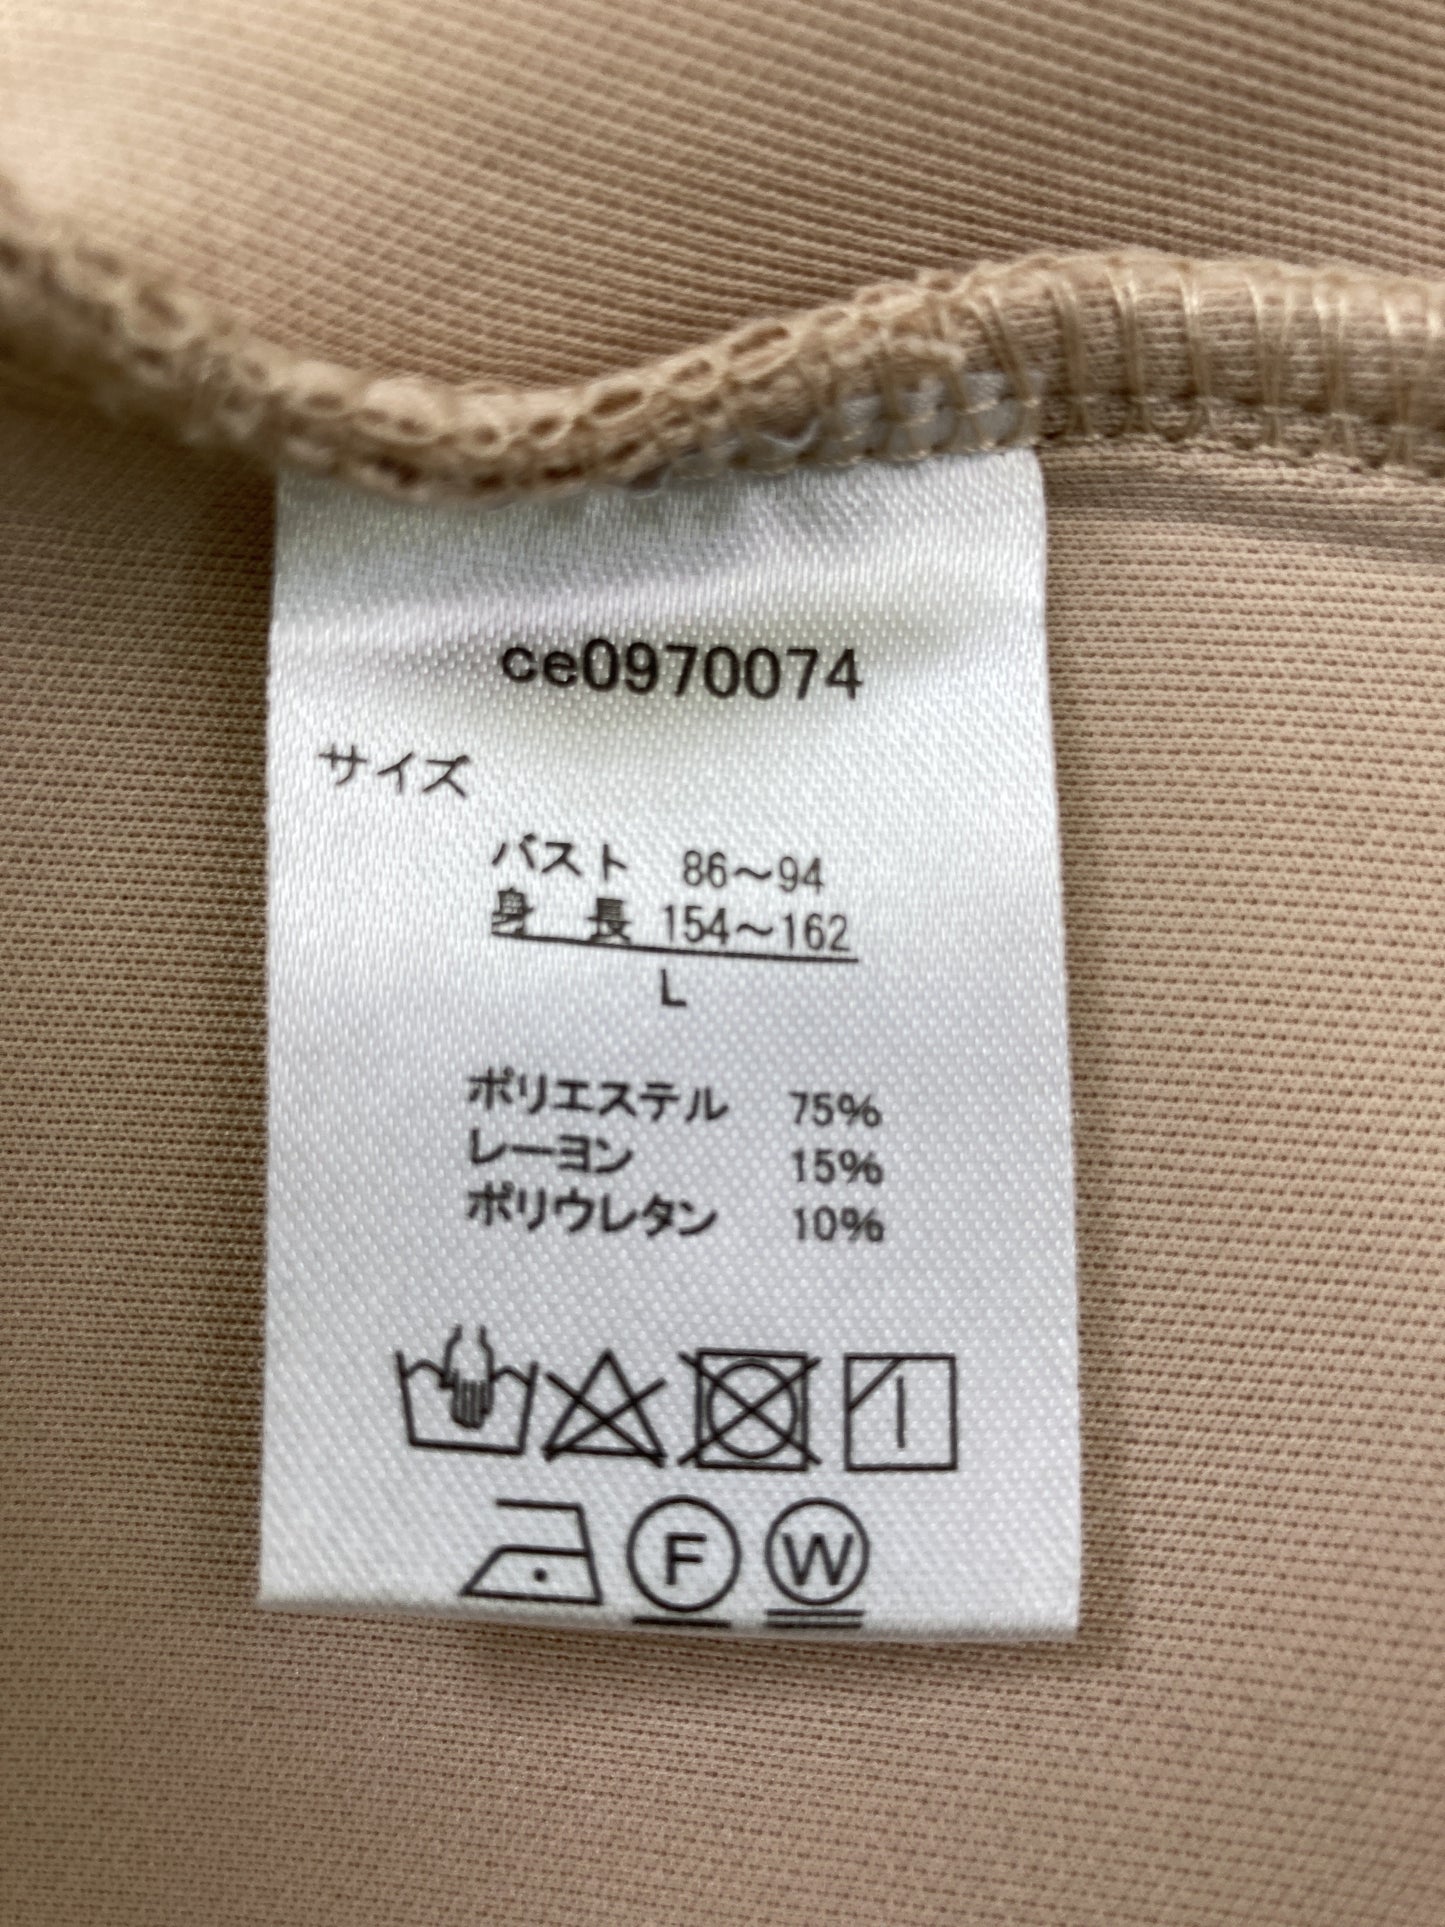 ce0970074
サイズ
バスト 86～94
身長 154～162
L
ポリエステル 75%
レーヨン 15%
ポリウレタン 10%
F W